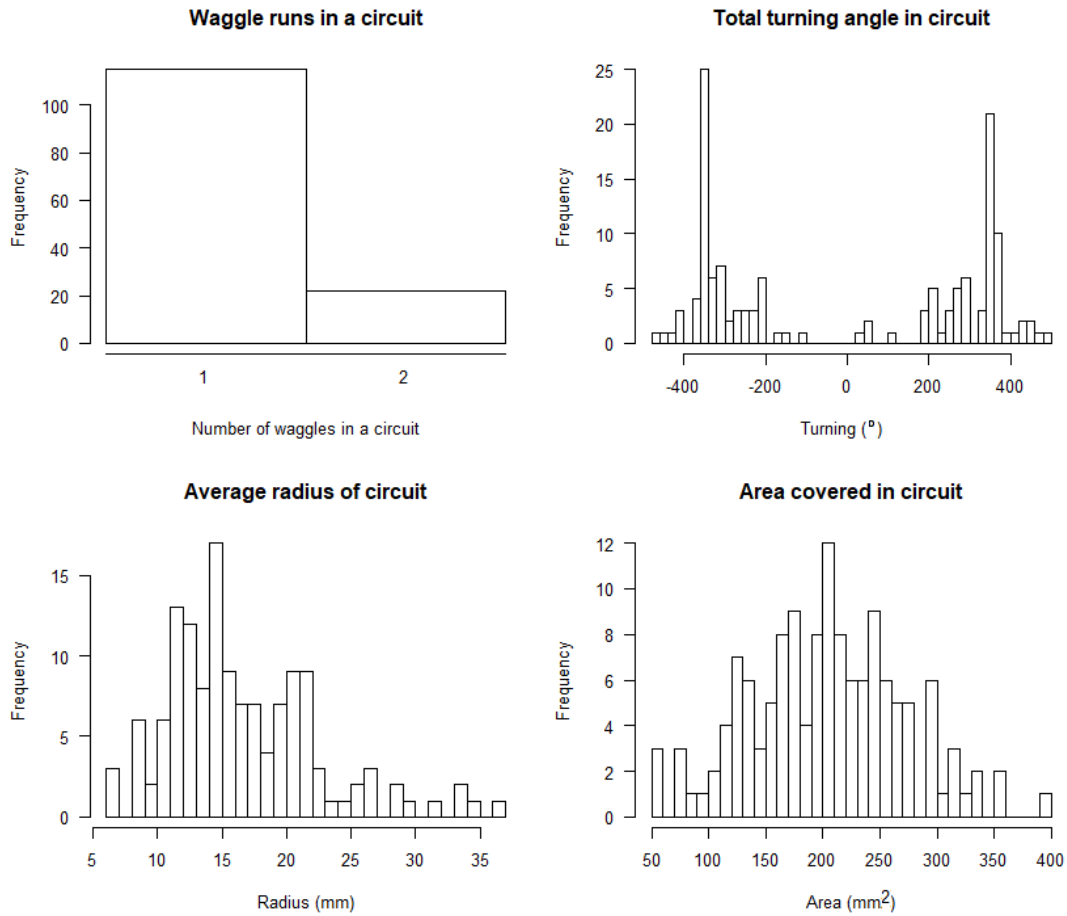 Waggle runs in a circuit
Frequency
100
80
60
40
20
0
1 2
Number of waggles in a circuit
Total turning angle in circuit
Frequency
25
20
15
10
5
0
-400 -200 0 200 400
Turning (º)
Average radius of circuit
Frequency
15
10
5
0
5 10 15 20 25 30 35
Radius (mm)
Area covered in circuit
Frequency
12
10
8
6
4
2
0
50 100 150 200 250 300 350 400
Area (mm²)